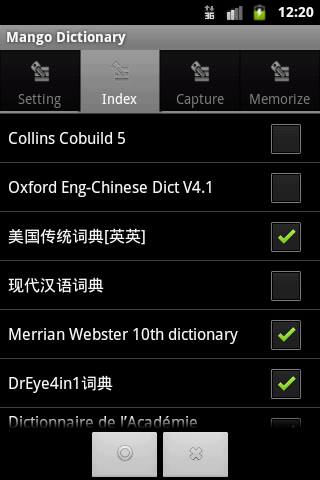 3G 12:20
Mango Dictionary
Setting Index Capture Memorize
Collins Cobuild 5
Oxford Eng-Chinese Dict V4.1
美国传统词典[英英]
现代汉语词典
Merrian Webster 10th dictionary
DrEye4in1词典
Dictionnaire de l’Académie